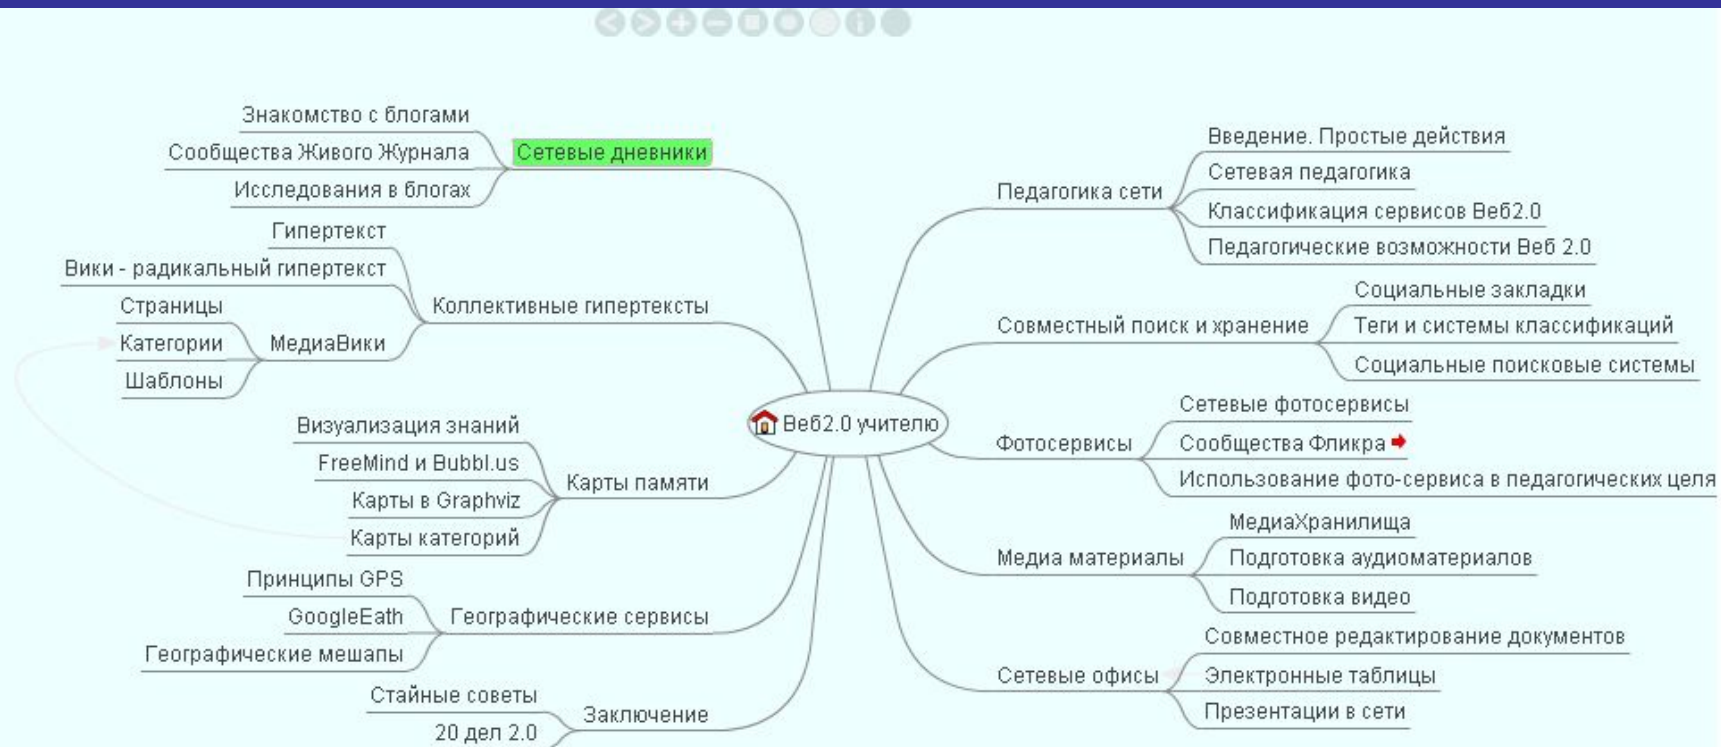 Знакомство с блогами
Сообщества Живого Журнала
Исследования в блогах
Сетевые дневники
Гипертекст
Вики - радикальный гипертекст
Страницы
Категории
Шаблоны
МедиаВики
Коллективные гипертексты
Визуализация знаний
FreeMind и Bubbl.us
Карты в Graphviz
Карты категорий
Карты памяти
Принципы GPS
GoogleEath
Географические мешапы
Географические сервисы
Стайные советы
20 дел 2.0
Заключение
Веб2.0 учителю
Педагогика сети
Введение. Простые действия
Сетевая педагогика
Классификация сервисов Веб2.0
Педагогические возможности Веб 2.0
Совместный поиск и хранение
Социальные закладки
Теги и системы классификаций
Социальные поисковые системы
Фотосервисы
Сетевые фотосервисы
Сообщества Фликра
Использование фото-сервиса в педагогических целя
Медиа материалы
МедиаХранилища
Подготовка аудиоматериалов
Подготовка видео
Сетевые офисы
Совместное редактирование документов
Электронные таблицы
Презентации в сети